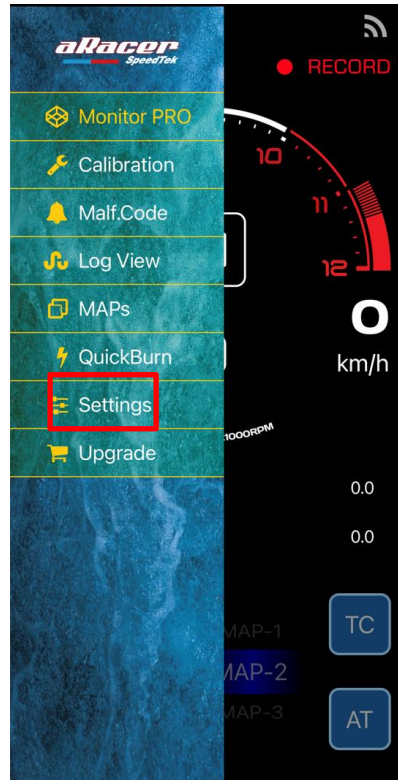 aRacer
SpeedTek
RECORD
Monitor PRO
Calibration
Malf.Code
Log View
MAPs
QuickBurn
Settings
Upgrade
10
11
12
0
km/h
x1000RPM
0.0
0.0
MAP-1
MAP-2
MAP-3
TC
AT